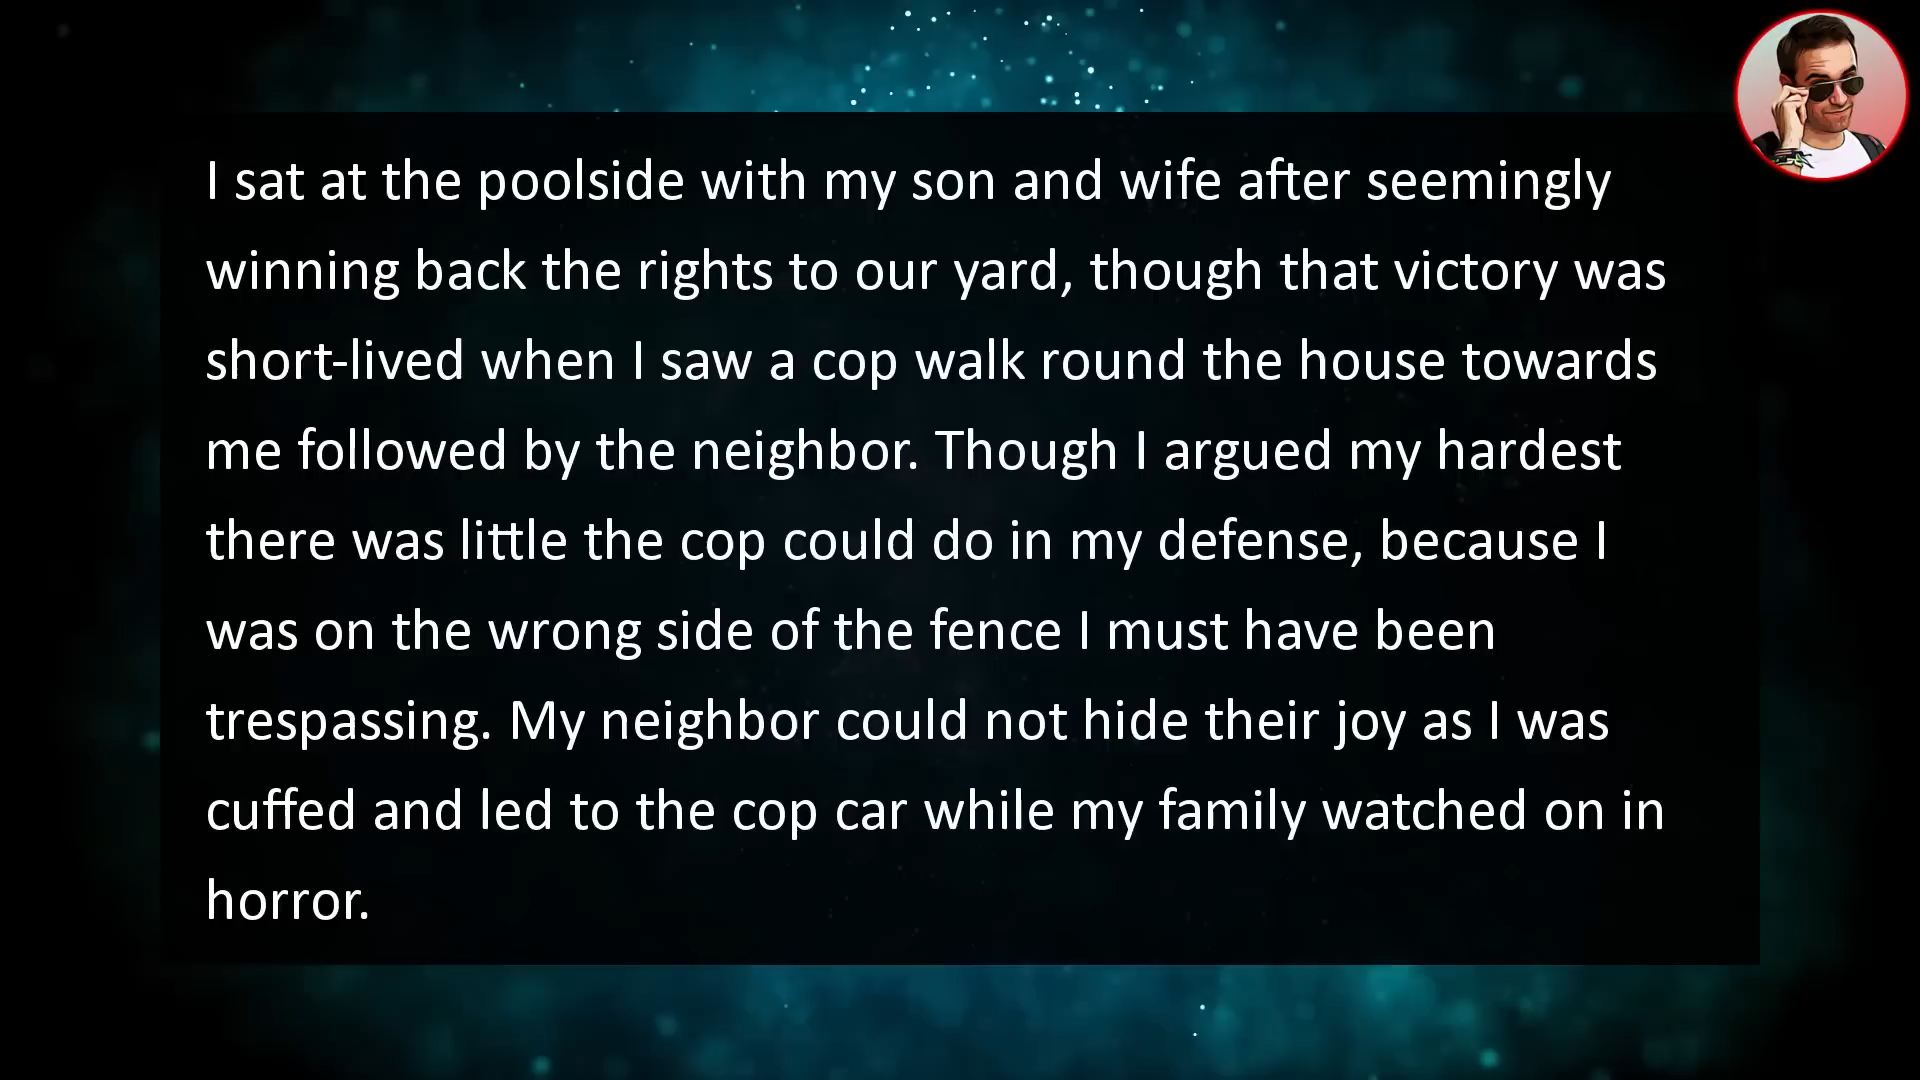 I sat at the poolside with my son and wife after seemingly
winning back the rights to our yard, though that victory was
short-lived when I saw a cop walk round the house towards
me followed by the neighbor. Though I argued my hardest
there was little the cop could do in my defense, because I
was on the wrong side of the fence I must have been
trespassing. My neighbor could not hide their joy as I was
cuffed and led to the cop car while my family watched on in
horror.